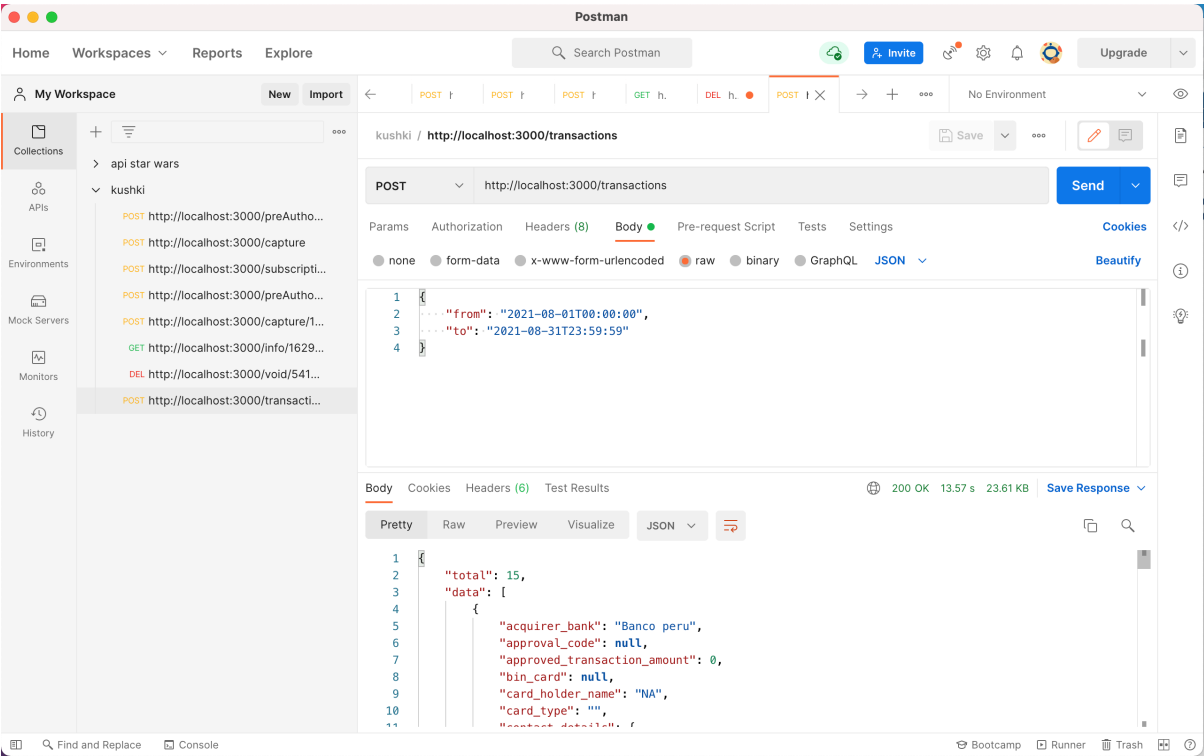 Postman
Home Workspaces Reports Explore Search Postman Invite Upgrade
My Workspace New Import
POST POST POST GET h. DEL h. POST No Environment
Collections
APIs
Environments
Mock Servers
Monitors
History
api star wars
kushki
POST http://localhost:3000/preAutho...
POST http://localhost:3000/capture
POST http://localhost:3000/subscripti...
POST http://localhost:3000/preAutho...
POST http://localhost:3000/capture/1...
GET http://localhost:3000/info/1629...
DEL http://localhost:3000/void/541...
POST http://localhost:3000/transacti...
kushki / http://localhost:3000/transactions Save
POST http://localhost:3000/transactions Send
Params Authorization Headers (8) Body Pre-request Script Tests Settings Cookies
none form-data x-www-form-urlencoded raw binary GraphQL JSON Beautify
1 {
2 "from": "2021-08-01T00:00:00",
3 "to": "2021-08-31T23:59:59"
4 }
Body Cookies Headers (6) Test Results 200 OK 13.57 s 23.61 KB Save Response
Pretty Raw Preview Visualize JSON
1 {
2 "total": 15,
3 "data": [
4 {
5 "acquirer_bank": "Banco peru",
6 "approval_code": null,
7 "approved_transaction_amount": 0,
8 "bin_card": null,
9 "card_holder_name": "NA",
10 "card_type": "",
11 "contact_details": {
Find and Replace Console Bootcamp Runner Trash